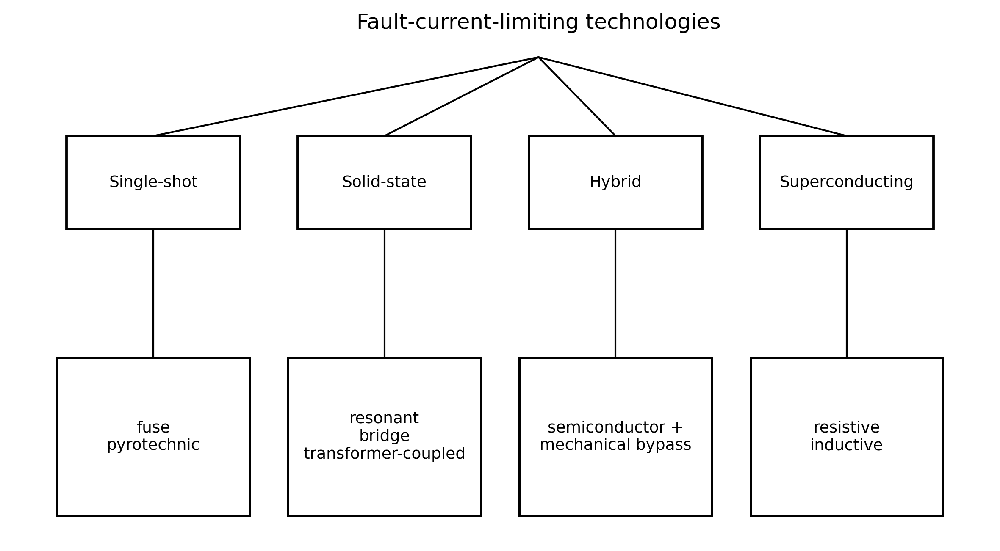 Fault-current-limiting technologies
Single-shot
Solid-state
Hybrid
Superconducting
fuse
pyrotechnic
resonant
bridge
transformer-coupled
semiconductor +
mechanical bypass
resistive
inductive